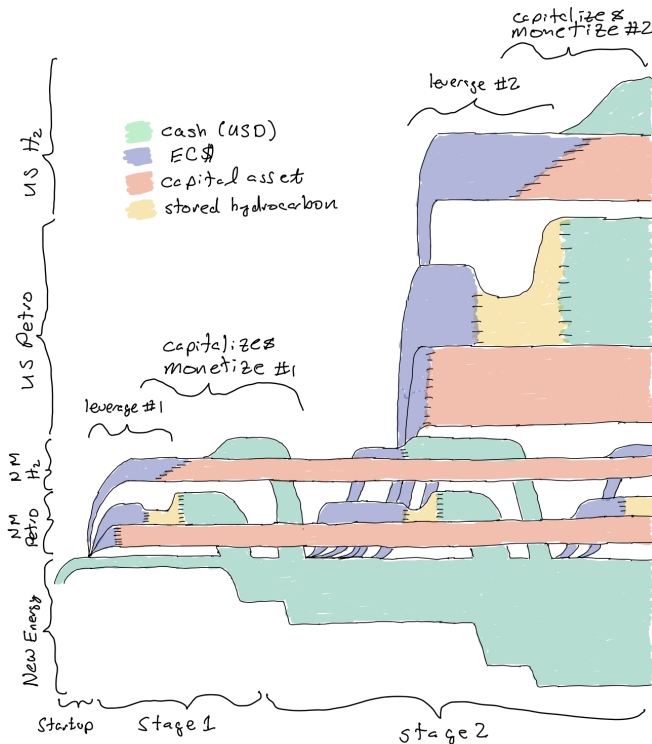 capitalize &
monetize #2
leverage #2
cash (USD)
EC$
capital asset
stored hydrocarbon
US H₂
US Petro
capitalize &
monetize #1
leverage #1
NM
H₂
NM
Petro
New Energy
Startup
Stage 1
Stage 2